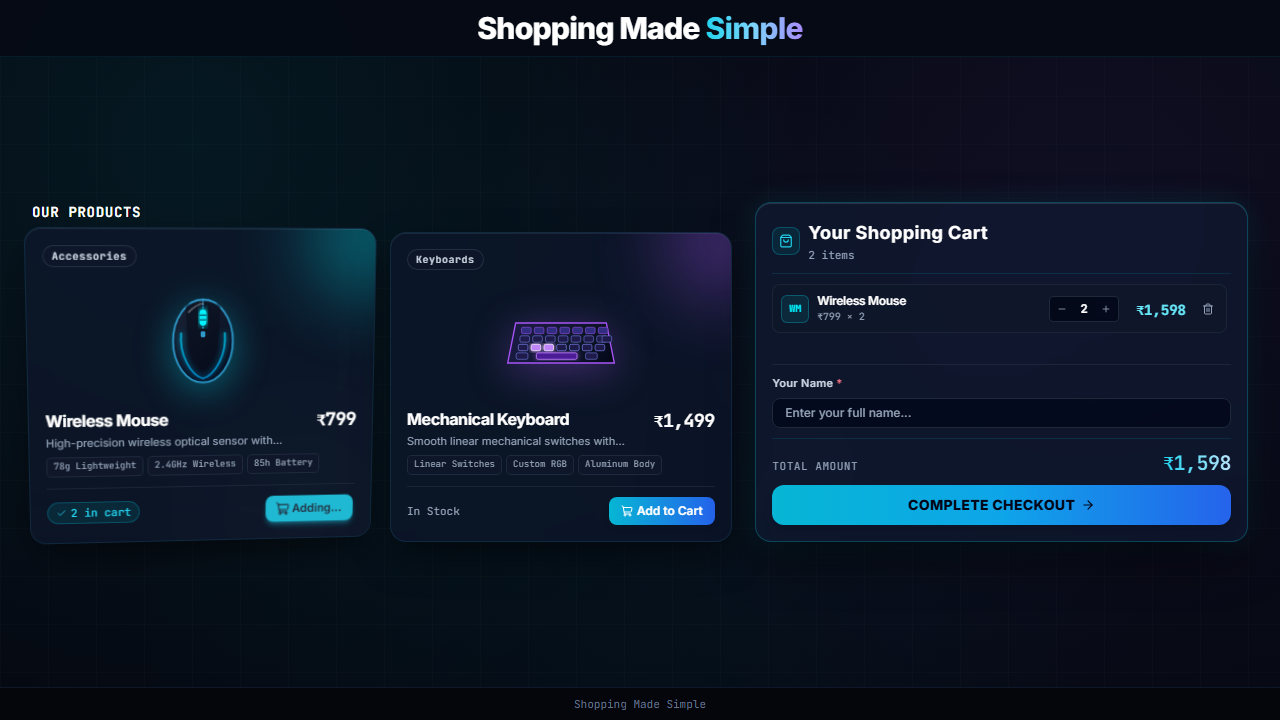 Shopping Made Simple
OUR PRODUCTS
Accessories
Wireless Mouse
₹799
High-precision wireless optical sensor with...
78g Lightweight
2.4GHz Wireless
85h Battery
2 in cart
Adding...
Keyboards
Mechanical Keyboard
₹1,499
Smooth linear mechanical switches with...
Linear Switches
Custom RGB
Aluminum Body
In Stock
Add to Cart
Your Shopping Cart
2 items
WM
Wireless Mouse
₹799 × 2
− 2 +
₹1,598
Your Name *
Enter your full name...
TOTAL AMOUNT
₹1,598
COMPLETE CHECKOUT →
Shopping Made Simple